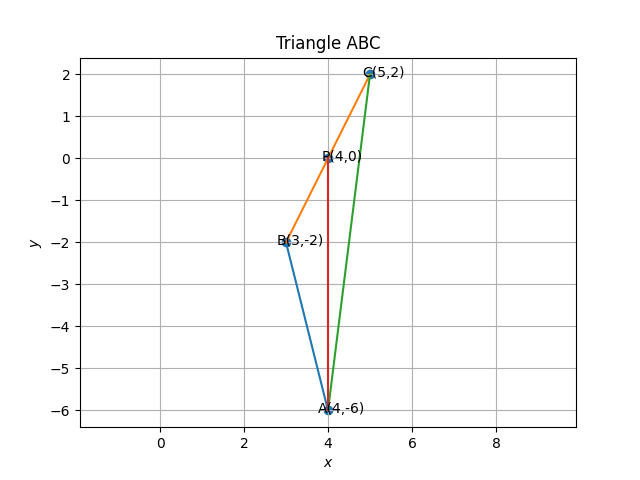 Triangle ABC
2
C(5,2)
1
0
P(4,0)
−1
y
−2
B(3,-2)
−3
−4
−5
−6
A(4,-6)
0
2
4
6
8
x